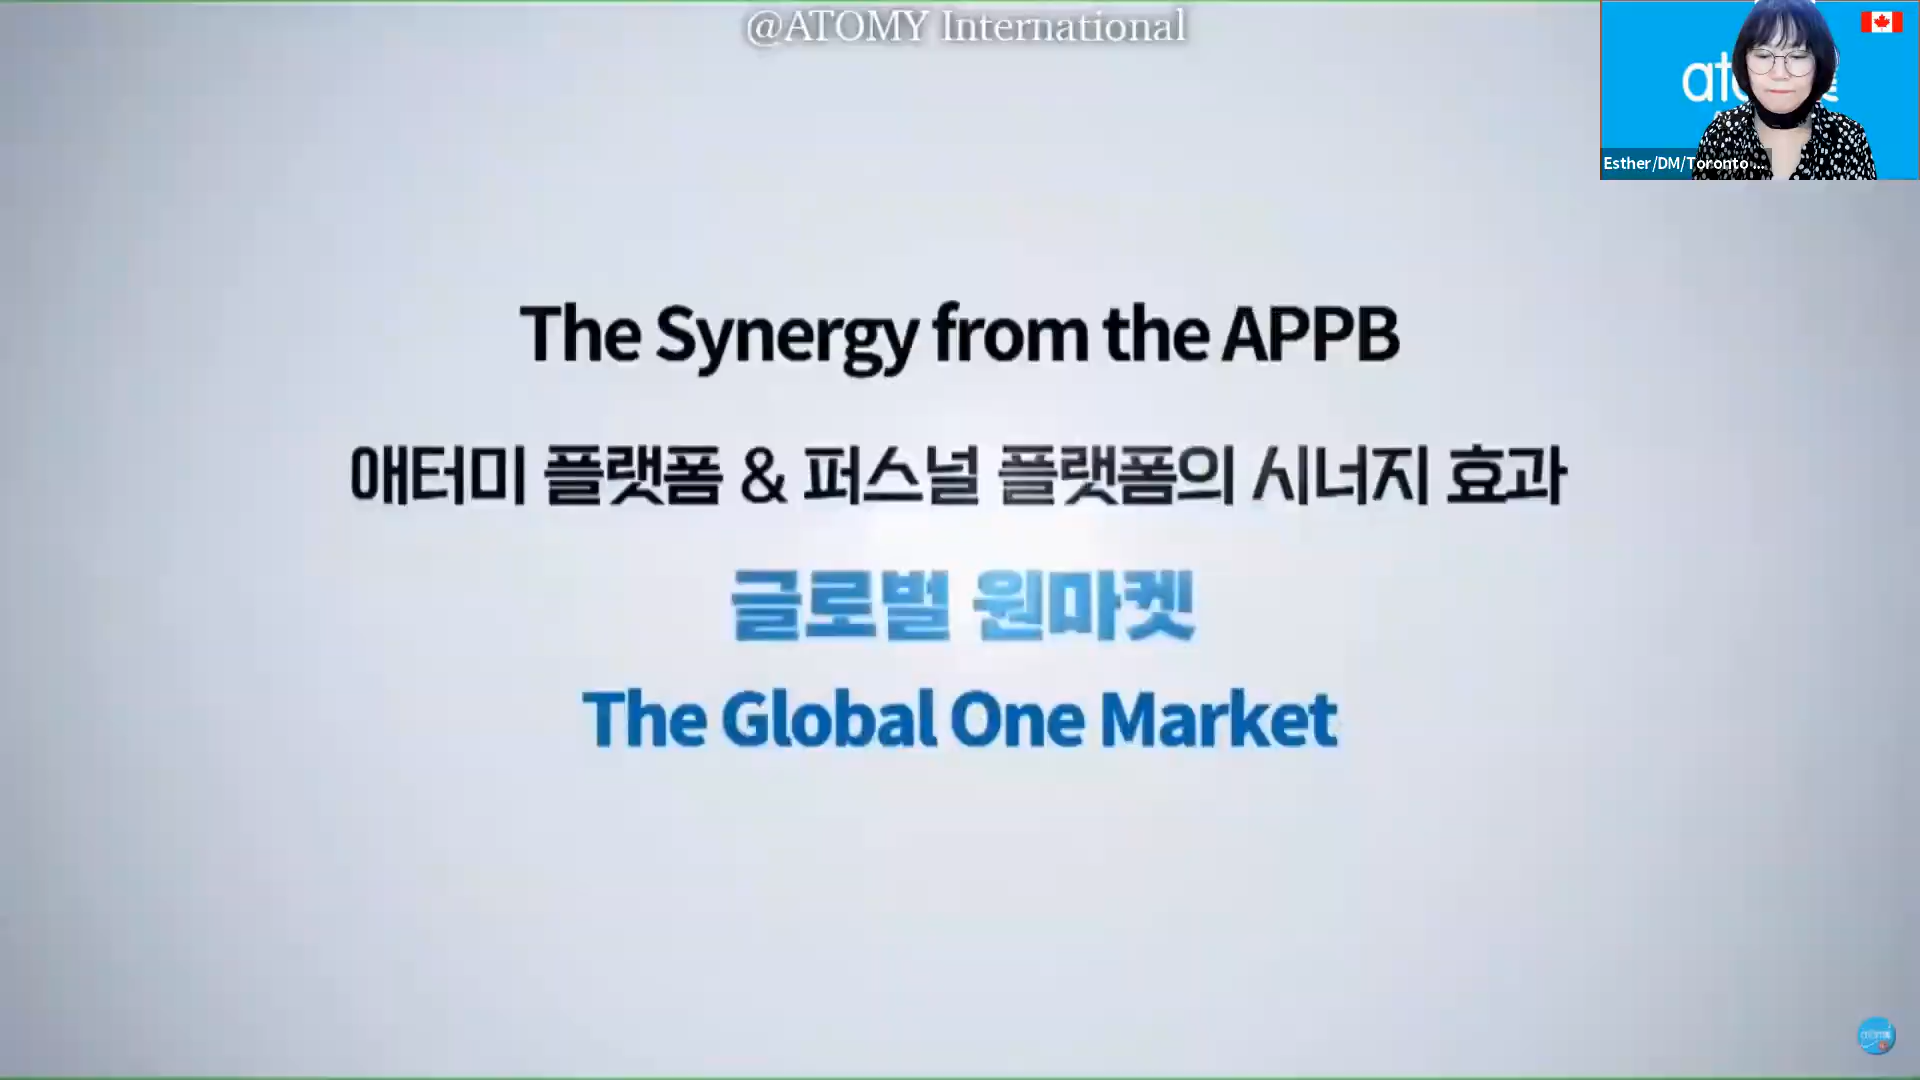 @ATOMY International
Esther/DM/Toronto ...
The Synergy from the APPB
애터미 플랫폼 & 퍼스널 플랫폼의 시너지 효과
글로벌 원마켓
The Global One Market